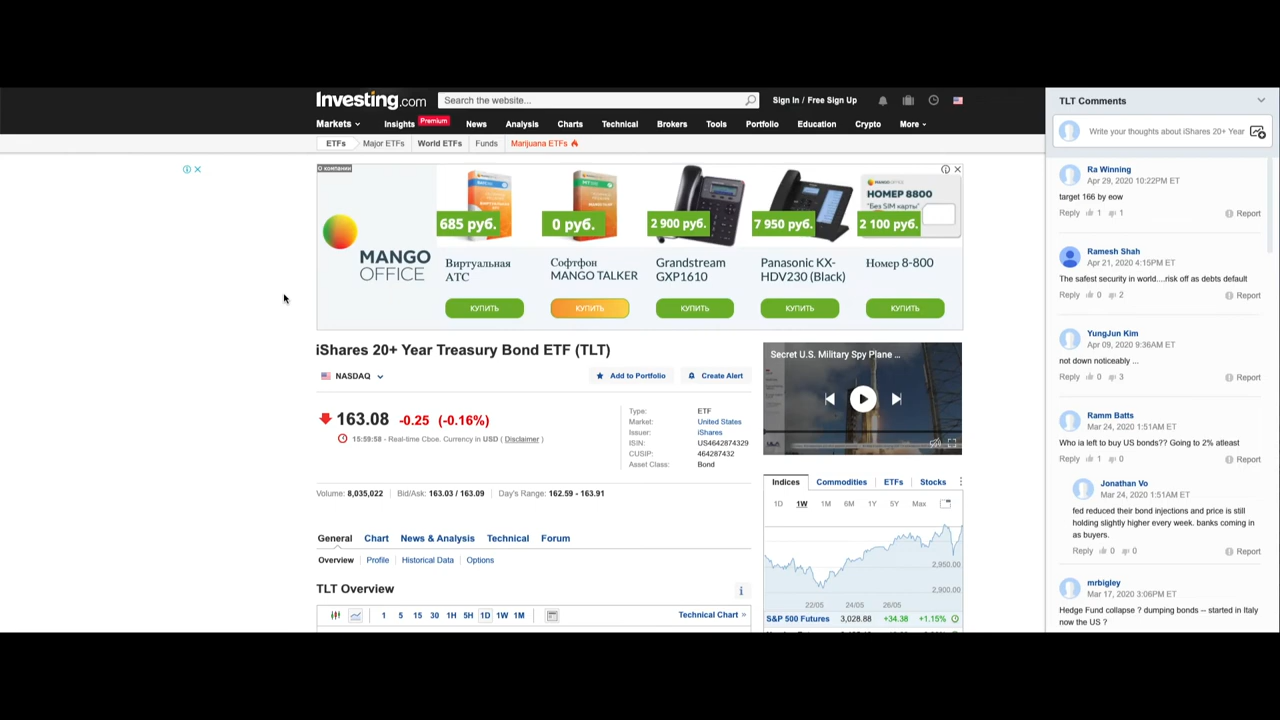 Investing.com
Search the website...
Sign In / Free Sign Up
Markets
Insights
Premium
News
Analysis
Charts
Technical
Brokers
Tools
Portfolio
Education
Crypto
More
ETFs
Major ETFs
World ETFs
Funds
Marijuana ETFs
О компании
MANGO
OFFICE
685 руб.
Виртуальная
АТС
КУПИТЬ
0 руб.
Софтфон
MANGO TALKER
КУПИТЬ
2 900 руб.
Grandstream
GXP1610
КУПИТЬ
7 950 руб.
Panasonic KX-
HDV230 (Black)
КУПИТЬ
MANGO OFFICE
НОМЕР 8800
"Без SIM карты"
2 100 руб.
Номер 8-800
КУПИТЬ
iShares 20+ Year Treasury Bond ETF (TLT)
NASDAQ
Add to Portfolio
Create Alert
163.08 -0.25 (-0.16%)
15:59:58 - Real-time Cboe. Currency in USD ( Disclaimer )
Type: ETF
Market: United States
Issuer: iShares
ISIN: US4642874329
CUSIP: 464287432
Asset Class: Bond
Volume: 8,035,022
Bid/Ask: 163.03 / 163.09
Day's Range: 162.59 - 163.91
General
Chart
News & Analysis
Technical
Forum
Overview
Profile
Historical Data
Options
TLT Overview
1 5 15 30 1H 5H 1D 1W 1M
Technical Chart »
Secret U.S. Military Spy Plane ...
Indices
Commodities
ETFs
Stocks
1D 1W 1M 6M 1Y 5Y Max
2,950.00
2,900.00
22/05 24/05 26/05
S&P 500 Futures 3,028.88 +34.38 +1.15%
TLT Comments
Write your thoughts about iShares 20+ Year
Ra Winning
Apr 29, 2020 10:22PM ET
target 166 by eow
Reply 1 1 Report
Ramesh Shah
Apr 21, 2020 4:15PM ET
The safest security in world....risk off as debts default
Reply 0 2 Report
YungJun Kim
Apr 09, 2020 9:36AM ET
not down noticeably ...
Reply 0 3 Report
Ramm Batts
Mar 24, 2020 1:51AM ET
Who ia left to buy US bonds?? Going to 2% atleast
Reply 1 0 Report
Jonathan Vo
Mar 24, 2020 1:51AM ET
fed reduced their bond injections and price is still
holding slightly higher every week. banks coming in
as buyers.
Reply 0 0 Report
mrbigley
Mar 17, 2020 3:06PM ET
Hedge Fund collapse ? dumping bonds -- started in Italy
now the US ?